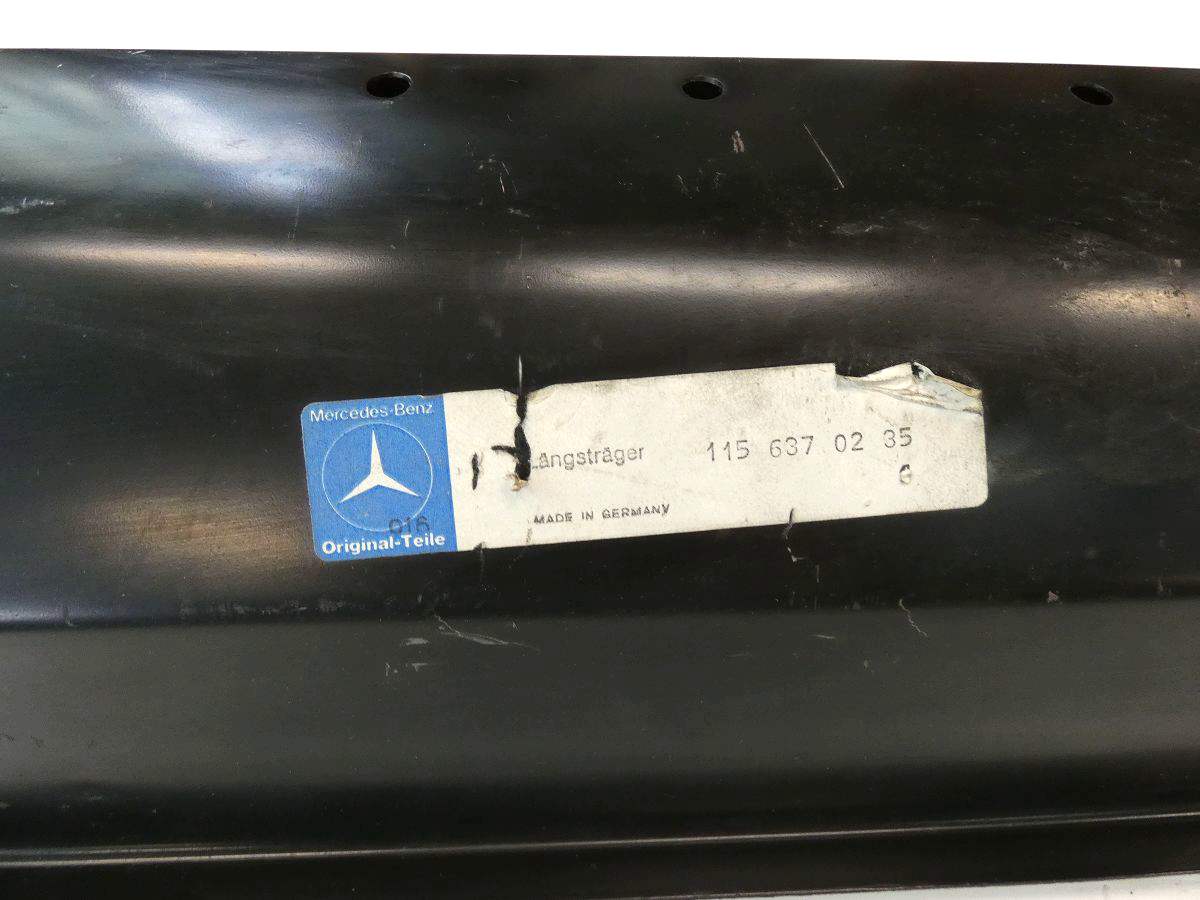 Mercedes-Benz
016
Original-Teile
Längsträger 115 637 02 35
G
MADE IN GERMANY